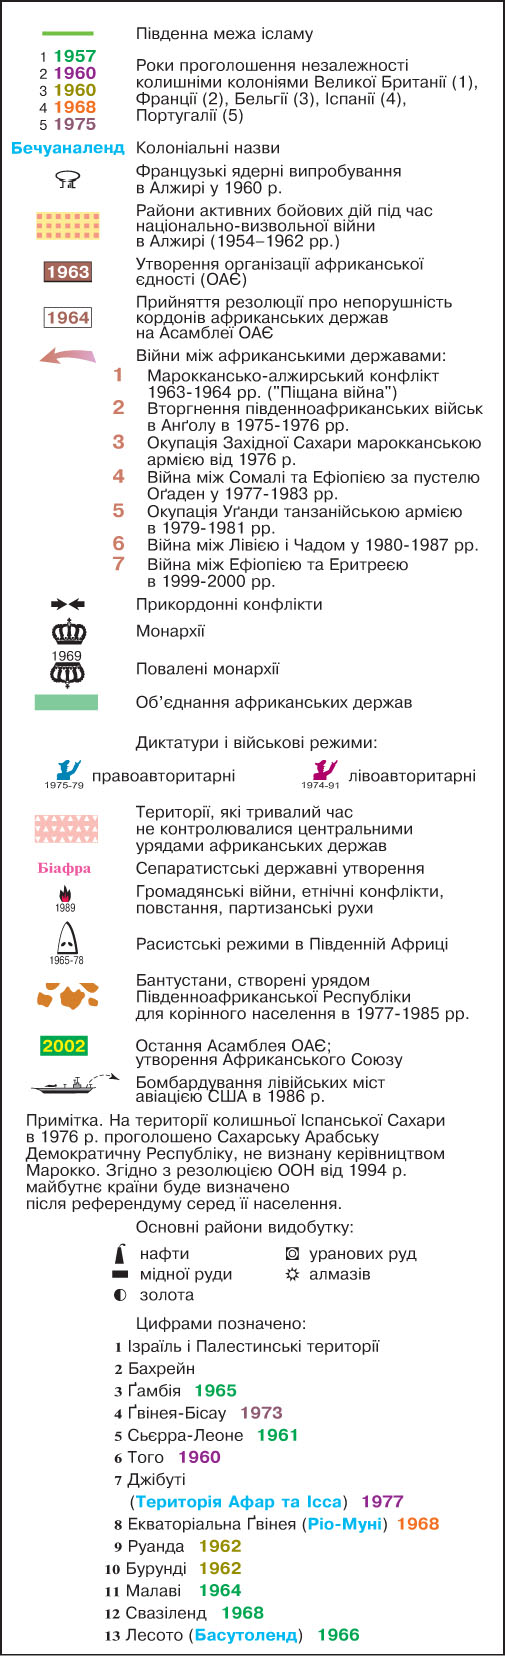 Південна межа ісламу
1 1957
2 1960
3 1960
4 1968
5 1975
Роки проголошення незалежності
колишніми колоніями Великої Британії (1),
Франції (2), Бельгії (3), Іспанії (4),
Португалії (5)
Бечуаналенд Колоніальні назви
Французькі ядерні випробування
в Алжирі у 1960 р.
Райони активних бойових дій під час
національно-визвольної війни
в Алжирі (1954–1962 рр.)
1963 Утворення організації африканської
єдності (ОАЄ)
Прийняття резолюції про непорушність
1964 кордонів африканських держав
на Асамблеї ОАЄ
Війни між африканськими державами:
1 Мароккансько-алжирський конфлікт
1963-1964 рр. ("Піщана війна")
2 Вторгнення південноафриканських військ
в Анґолу в 1975-1976 рр.
3 Окупація Західної Сахари марокканською
армією від 1976 р.
4 Війна між Сомалі та Ефіопією за пустелю
Оґаден у 1977-1983 рр.
5 Окупація Уґанди танзанійською армією
в 1979-1981 рр.
6 Війна між Лівією і Чадом у 1980-1987 рр.
7 Війна між Ефіопією та Еритреєю
в 1999-2000 рр.
Прикордонні конфлікти
Монархії
1969
Повалені монархії
Об'єднання африканських держав
Диктатури і військові режими:
1975-79 правоавторитарні 1974-91 лівоавторитарні
Території, які тривалий час
не контролювалися центральними
урядами африканських держав
Біафра Сепаратистські державні утворення
Громадянські війни, етнічні конфлікти,
1989 повстання, партизанські рухи
Расистські режими в Південній Африці
1965-78
Бантустани, створені урядом
Південноафриканської Республіки
для корінного населення в 1977-1985 рр.
2002 Остання Асамблея ОАЄ;
утворення Африканського Союзу
Бомбардування лівійських міст
авіацією США в 1986 р.
Примітка. На території колишньої Іспанської Сахари
в 1976 р. проголошено Сахарську Арабську
Демократичну Республіку, не визнану керівництвом
Марокко. Згідно з резолюцією ООН від 1994 р.
майбутнє країни буде визначено
після референдуму серед її населення.
Основні райони видобутку:
нафти уранових руд
мідної руди алмазів
золота
Цифрами позначено:
1 Ізраїль і Палестинські території
2 Бахрейн
3 Ґамбія 1965
4 Ґвінея-Бісау 1973
5 Сьєрра-Леоне 1961
6 Того 1960
7 Джібуті
(Територія Афар та Ісса) 1977
8 Екваторіальна Ґвінея (Ріо-Муні) 1968
9 Руанда 1962
10 Бурунді 1962
11 Малаві 1964
12 Свазіленд 1968
13 Лесото (Басутоленд) 1966